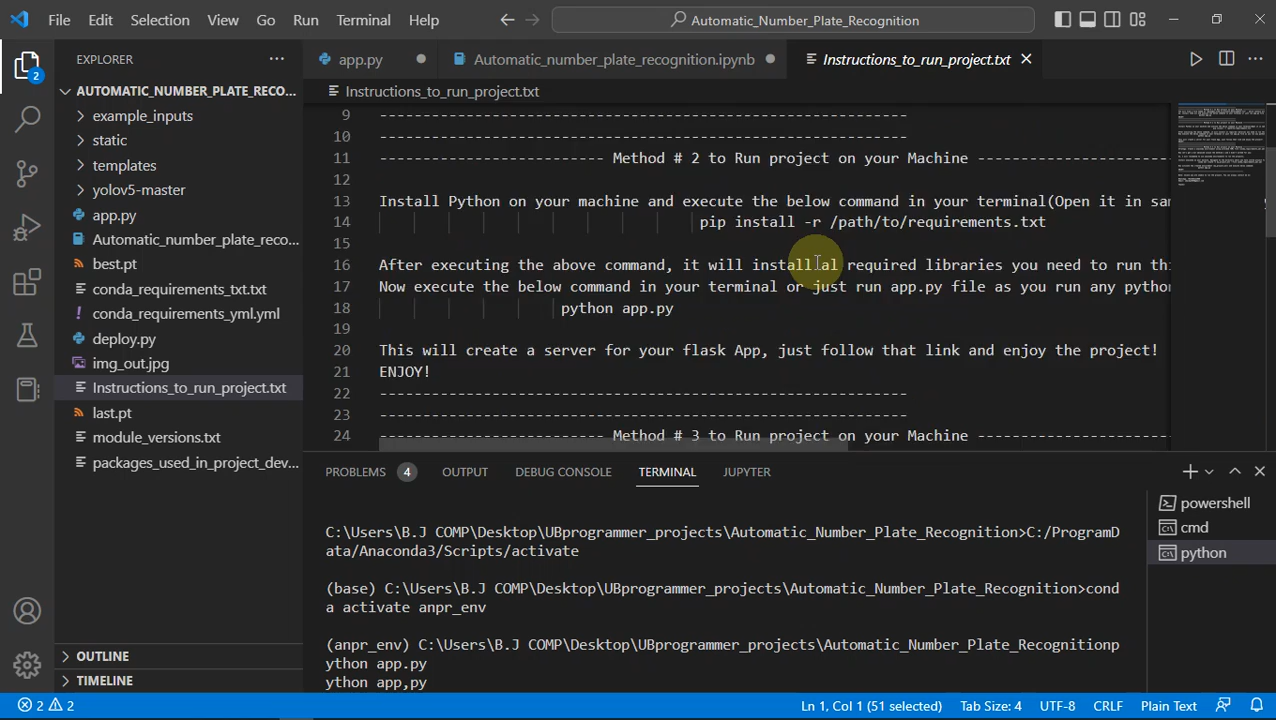 File Edit Selection View Go Run Terminal Help
Automatic_Number_Plate_Recognition
EXPLORER
app.py
Automatic_number_plate_recognition.ipynb
Instructions_to_run_project.txt
AUTOMATIC_NUMBER_PLATE_RECO...
Instructions_to_run_project.txt
2
example_inputs
static
templates
yolov5-master
app.py
Automatic_number_plate_reco...
best.pt
conda_requirements_txt.txt
conda_requirements_yml.yml
deploy.py
img_out.jpg
Instructions_to_run_project.txt
last.pt
module_versions.txt
packages_used_in_project_dev...
OUTLINE
TIMELINE
9 -------------------------------------------------------------
10 -------------------------------------------------------------
11 -------------------------- Method # 2 to Run project on your Machine ----------------------
12
13 Install Python on your machine and execute the below command in your terminal(Open it in sam
14 pip install -r /path/to/requirements.txt
15
16 After executing the above command, it will install al required libraries you need to run thi
17 Now execute the below command in your terminal or just run app.py file as you run any python
18 python app.py
19
20 This will create a server for your flask App, just follow that link and enjoy the project!
21 ENJOY!
22 -------------------------------------------------------------
23 -------------------------------------------------------------
24 -------------------------- Method # 3 to Run project on your Machine ----------------------
PROBLEMS 4 OUTPUT DEBUG CONSOLE TERMINAL JUPYTER
C:\Users\B.J COMP\Desktop\UBprogrammer_projects\Automatic_Number_Plate_Recognition>C:/ProgramD
ata/Anaconda3/Scripts/activate
(base) C:\Users\B.J COMP\Desktop\UBprogrammer_projects\Automatic_Number_Plate_Recognition>cond
a activate anpr_env
(anpr_env) C:\Users\B.J COMP\Desktop\UBprogrammer_projects\Automatic_Number_Plate_Recognitionp
ython app.py
ython app,py
powershell
cmd
python
2 2
Ln 1, Col 1 (51 selected) Tab Size: 4 UTF-8 CRLF Plain Text